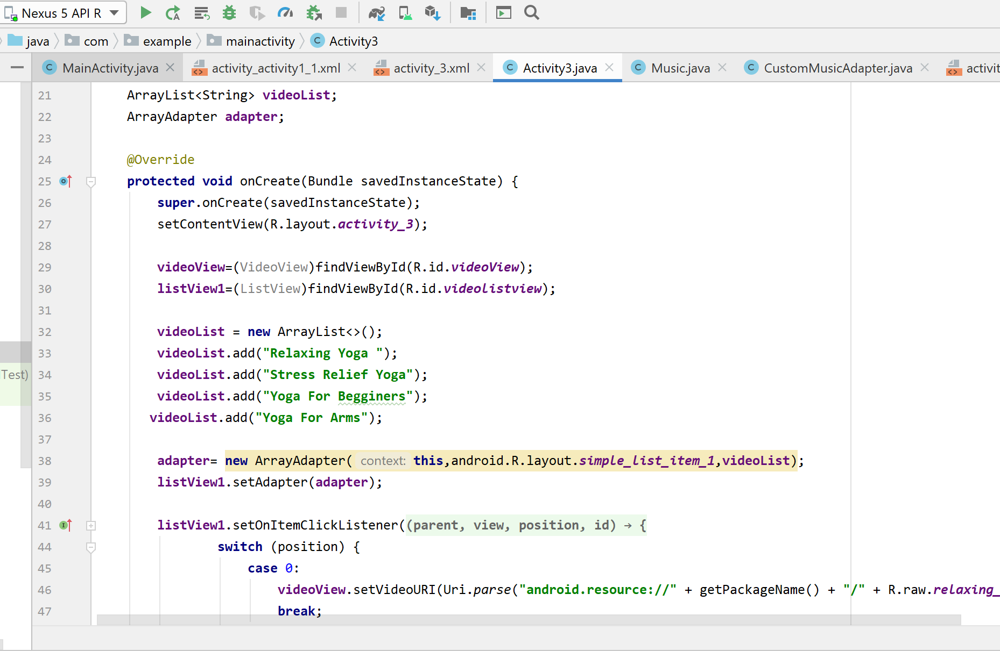 Nexus 5 API R
java com example mainactivity Activity3
MainActivity.java activity_activity1_1.xml activity_3.xml Activity3.java Music.java CustomMusicAdapter.java activit
21 ArrayList<String> videoList;
22 ArrayAdapter adapter;
23
24 @Override
25 protected void onCreate(Bundle savedInstanceState) {
26 super.onCreate(savedInstanceState);
27 setContentView(R.layout.activity_3);
28
29 videoView=(VideoView)findViewById(R.id.videoView);
30 listView1=(ListView)findViewById(R.id.videolistview);
31
32 videoList = new ArrayList<>();
33 videoList.add("Relaxing Yoga ");
Test) 34 videoList.add("Stress Relief Yoga");
35 videoList.add("Yoga For Begginers");
36 videoList.add("Yoga For Arms");
37
38 adapter= new ArrayAdapter( context: this,android.R.layout.simple_list_item_1,videoList);
39 listView1.setAdapter(adapter);
40
41 listView1.setOnItemClickListener((parent, view, position, id) → {
44 switch (position) {
45 case 0:
46 videoView.setVideoURI(Uri.parse("android.resource://" + getPackageName() + "/" + R.raw.relaxing_
47 break;